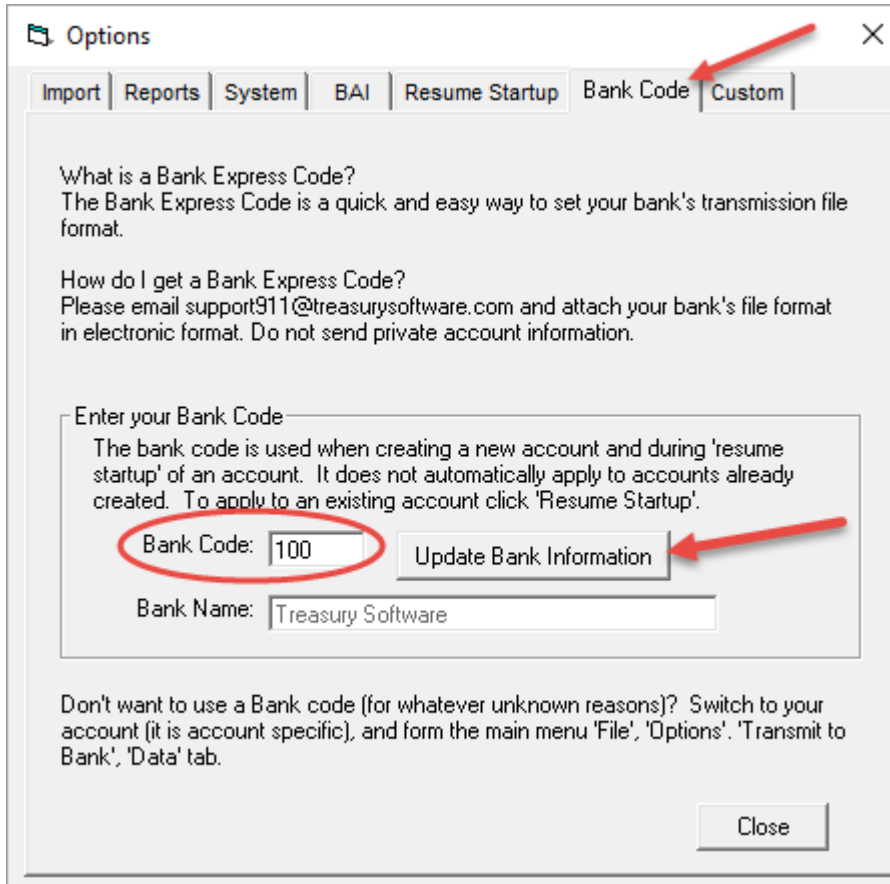 Options
Import Reports System BAI Resume Startup Bank Code Custom
What is a Bank Express Code?
The Bank Express Code is a quick and easy way to set your bank's transmission file
format.
How do I get a Bank Express Code?
Please email support911@treasurysoftware.com and attach your bank's file format
in electronic format. Do not send private account information.
Enter your Bank Code
The bank code is used when creating a new account and during 'resume
startup' of an account. It does not automatically apply to accounts already
created. To apply to an existing account click 'Resume Startup'.
Bank Code: 100 Update Bank Information
Bank Name: Treasury Software
Don't want to use a Bank code (for whatever unknown reasons)? Switch to your
account (it is account specific), and form the main menu 'File', 'Options'. 'Transmit to
Bank', 'Data' tab.
Close